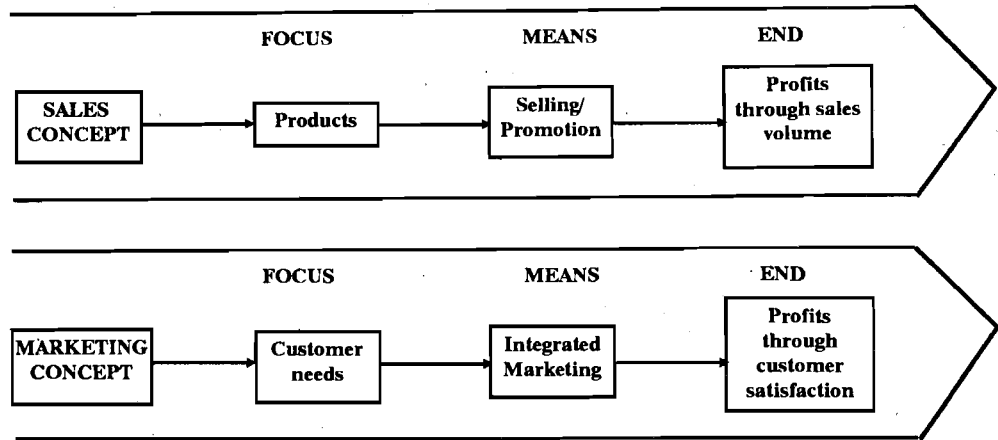 FOCUS MEANS END
SALES
CONCEPT
Products
Selling/
Promotion
Profits
through sales
volume
FOCUS MEANS END
MARKETING
CONCEPT
Customer
needs
Integrated
Marketing
Profits
through
customer
satisfaction